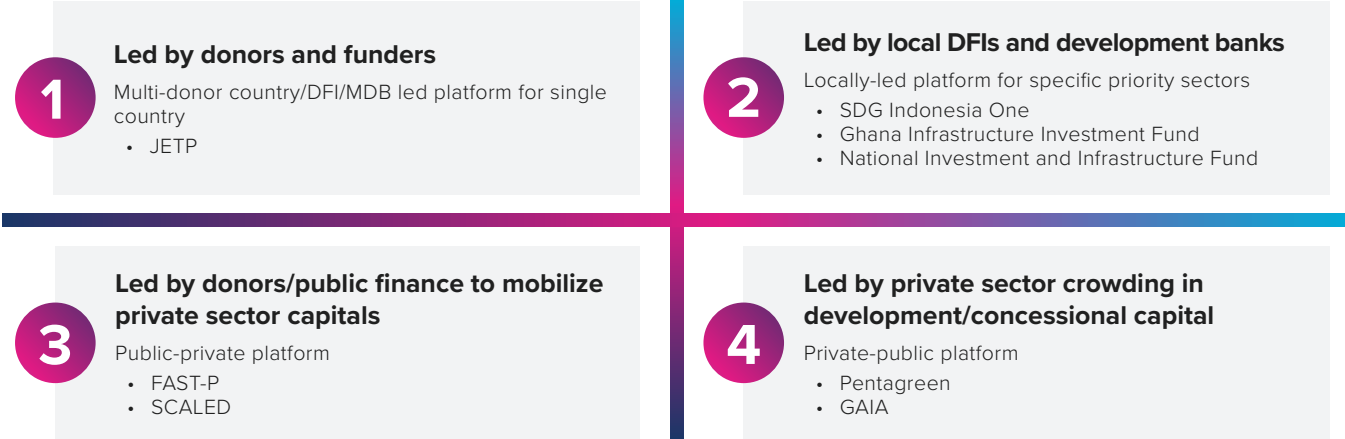 1
Led by donors and funders
Multi-donor country/DFI/MDB led platform for single
country
• JETP
2
Led by local DFIs and development banks
Locally-led platform for specific priority sectors
• SDG Indonesia One
• Ghana Infrastructure Investment Fund
• National Investment and Infrastructure Fund
3
Led by donors/public finance to mobilize
private sector capitals
Public-private platform
• FAST-P
• SCALED
4
Led by private sector crowding in
development/concessional capital
Private-public platform
• Pentagreen
• GAIA